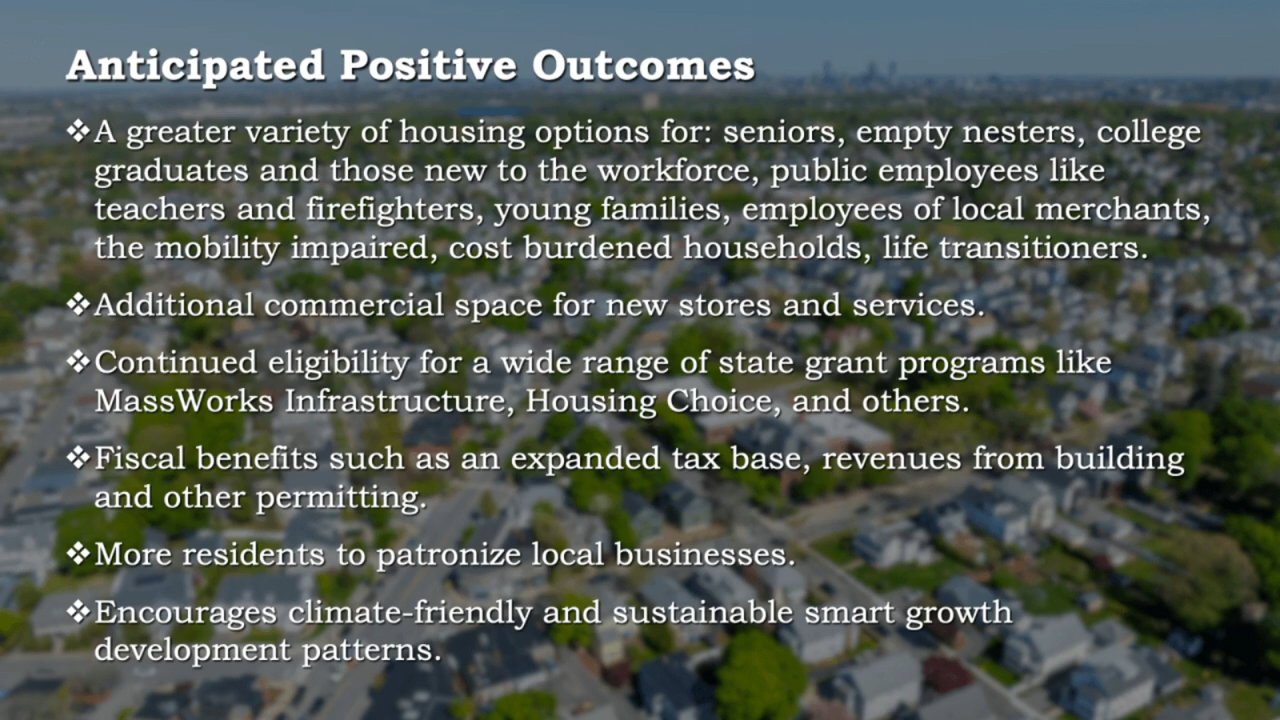 Anticipated Positive Outcomes
❖A greater variety of housing options for: seniors, empty nesters, college
graduates and those new to the workforce, public employees like
teachers and firefighters, young families, employees of local merchants,
the mobility impaired, cost burdened households, life transitioners.
❖Additional commercial space for new stores and services.
❖Continued eligibility for a wide range of state grant programs like
MassWorks Infrastructure, Housing Choice, and others.
❖Fiscal benefits such as an expanded tax base, revenues from building
and other permitting.
❖More residents to patronize local businesses.
❖Encourages climate-friendly and sustainable smart growth
development patterns.